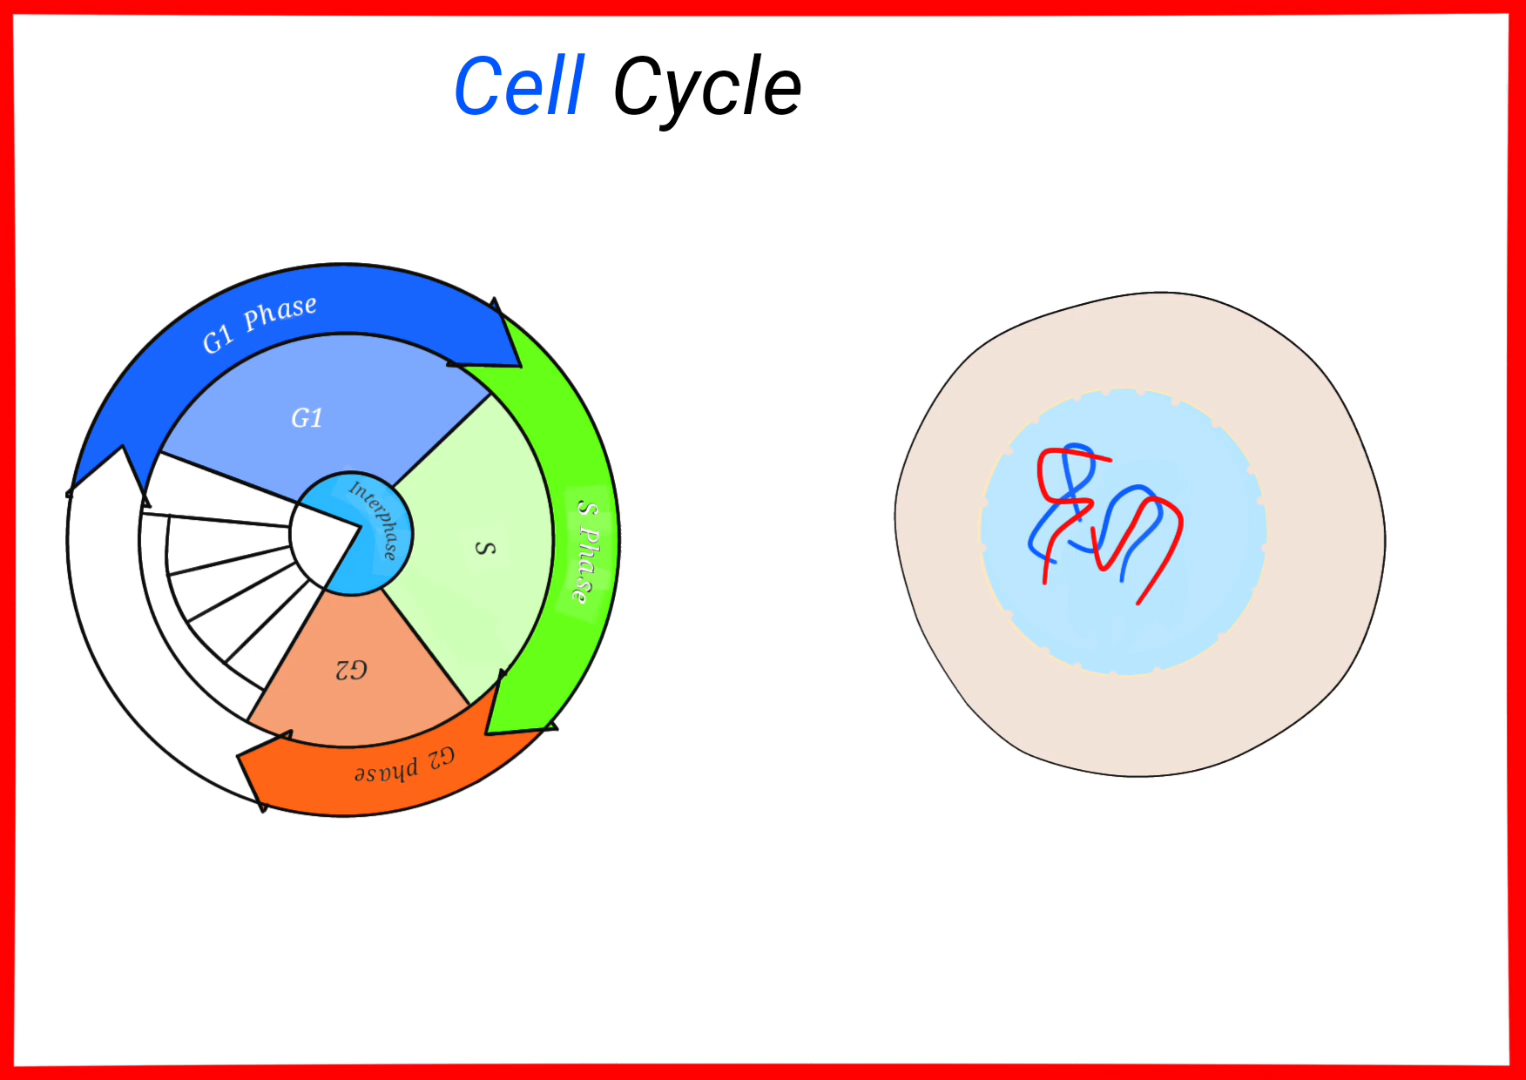 Cell Cycle
G1 Phase
G1
Interphase
S
S Phase
G2
G2 phase